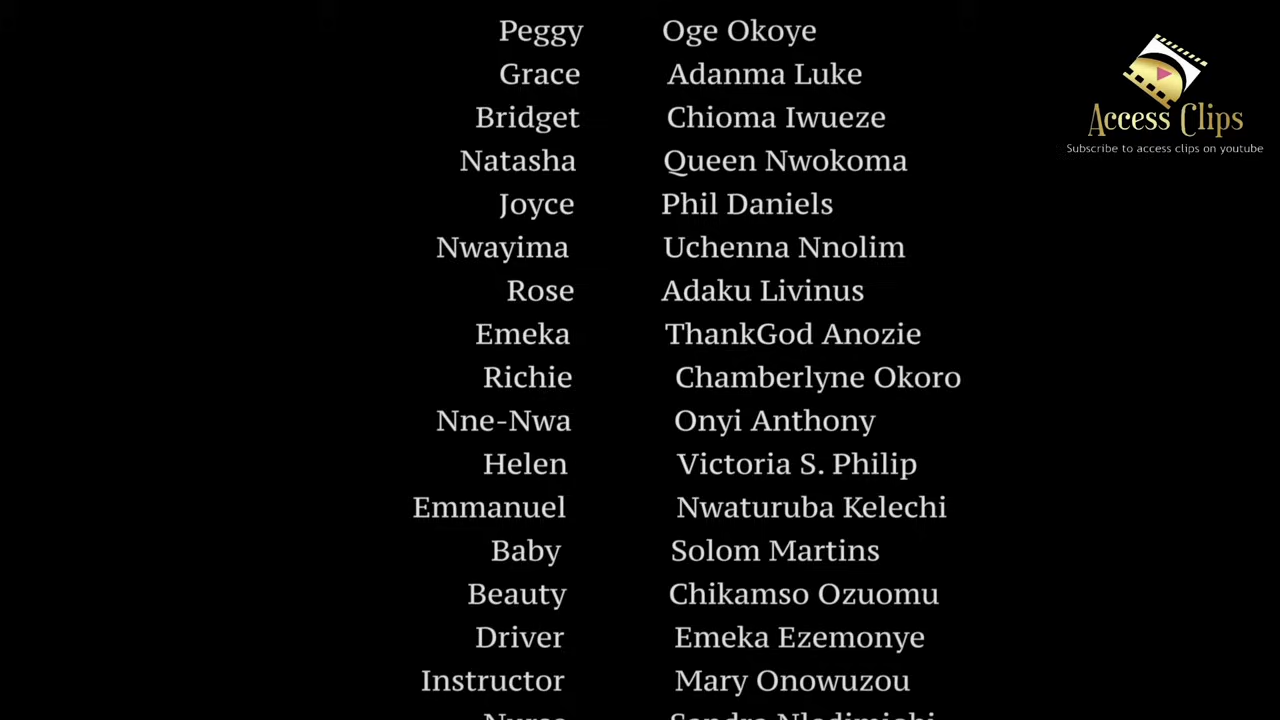 Peggy Oge Okoye
Grace Adanma Luke
Bridget Chioma Iwueze
Natasha Queen Nwokoma
Joyce Phil Daniels
Nwayima Uchenna Nnolim
Rose Adaku Livinus
Emeka ThankGod Anozie
Richie Chamberlyne Okoro
Nne-Nwa Onyi Anthony
Helen Victoria S. Philip
Emmanuel Nwaturuba Kelechi
Baby Solom Martins
Beauty Chikamso Ozuomu
Driver Emeka Ezemonye
Instructor Mary Onowuzou
Nurse Sandra
Access Clips
Subscribe to access clips on youtube